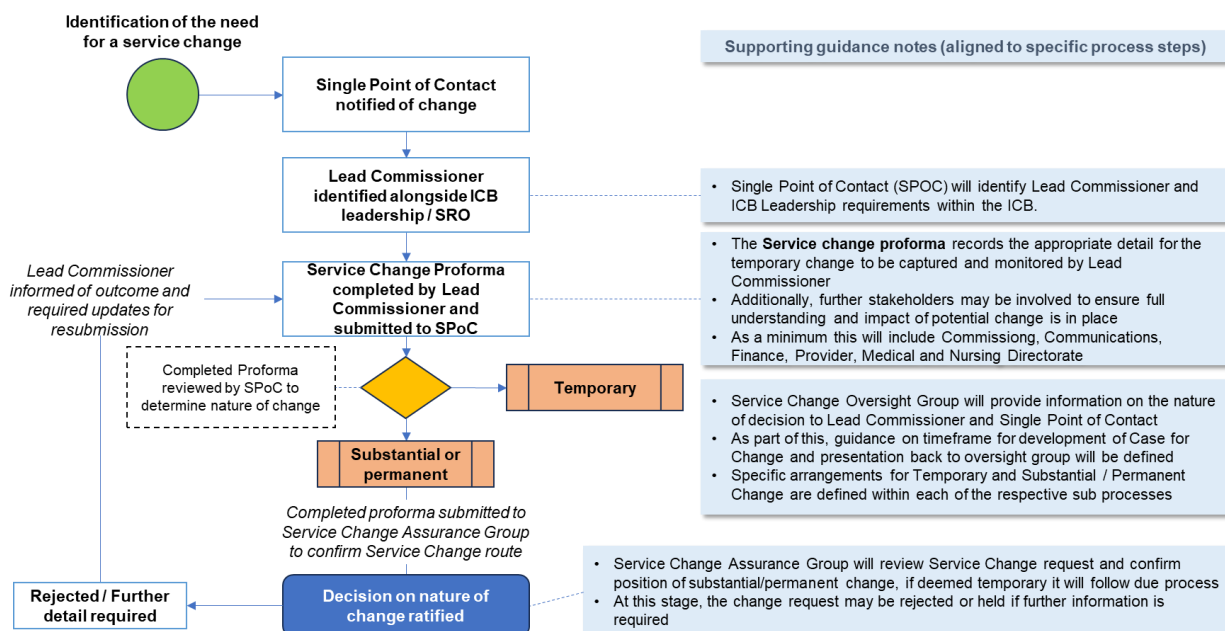 Identification of the need
for a service change
Supporting guidance notes (aligned to specific process steps)
Single Point of Contact
notified of change
Lead Commissioner
identified alongside ICB
leadership / SRO
• Single Point of Contact (SPOC) will identify Lead Commissioner and
ICB Leadership requirements within the ICB.
Lead Commissioner
informed of outcome and
required updates for
resubmission
Service Change Proforma
completed by Lead
Commissioner and
submitted to SPoC
• The Service change proforma records the appropriate detail for the
temporary change to be captured and monitored by Lead
Commissioner
• Additionally, further stakeholders may be involved to ensure full
understanding and impact of potential change is in place
• As a minimum this will include Commissiong, Communications,
Finance, Provider, Medical and Nursing Directorate
Completed Proforma
reviewed by SPoC to
determine nature of change
Temporary
Substantial or
permanent
• Service Change Oversight Group will provide information on the nature
of decision to Lead Commissioner and Single Point of Contact
• As part of this, guidance on timeframe for development of Case for
Change and presentation back to oversight group will be defined
• Specific arrangements for Temporary and Substantial / Permanent
Change are defined within each of the respective sub processes
Completed proforma submitted to
Service Change Assurance Group
to confirm Service Change route
Rejected / Further
detail required
Decision on nature of
change ratified
• Service Change Assurance Group will review Service Change request and confirm
position of substantial/permanent change, if deemed temporary it will follow due process
• At this stage, the change request may be rejected or held if further information is
required